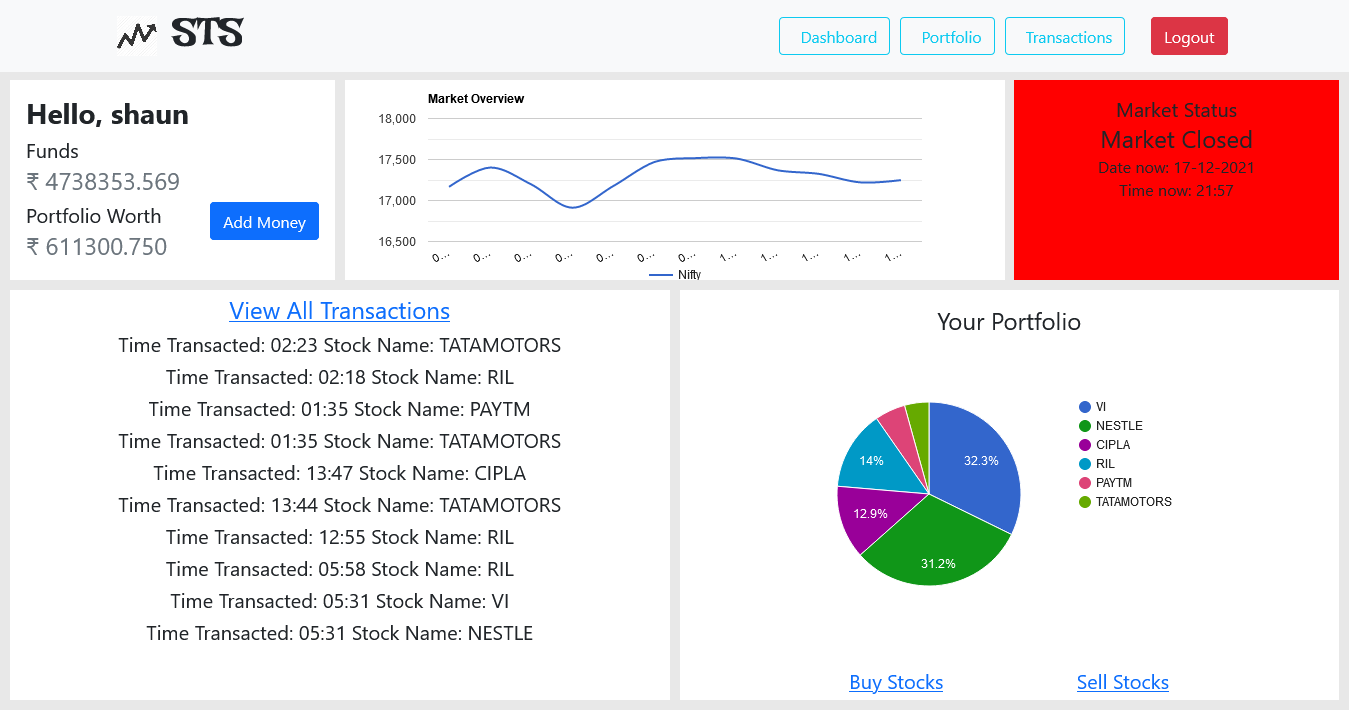 STS
Dashboard
Portfolio
Transactions
Logout
Hello, shaun
Funds
₹ 4738353.569
Portfolio Worth
₹ 611300.750
Add Money
Market Overview
18,000
17,500
17,000
16,500
0...
0...
0...
0...
0...
0...
0...
1...
1...
1...
1...
1...
Nifty
Market Status
Market Closed
Date now: 17-12-2021
Time now: 21:57
View All Transactions
Time Transacted: 02:23 Stock Name: TATAMOTORS
Time Transacted: 02:18 Stock Name: RIL
Time Transacted: 01:35 Stock Name: PAYTM
Time Transacted: 01:35 Stock Name: TATAMOTORS
Time Transacted: 13:47 Stock Name: CIPLA
Time Transacted: 13:44 Stock Name: TATAMOTORS
Time Transacted: 12:55 Stock Name: RIL
Time Transacted: 05:58 Stock Name: RIL
Time Transacted: 05:31 Stock Name: VI
Time Transacted: 05:31 Stock Name: NESTLE
Your Portfolio
32.3%
31.2%
12.9%
14%
VI
NESTLE
CIPLA
RIL
PAYTM
TATAMOTORS
Buy Stocks
Sell Stocks